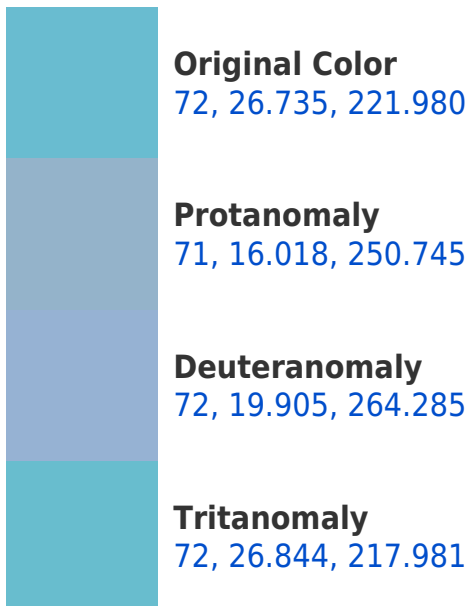 Original Color
72, 26.735, 221.980
Protanomaly
71, 16.018, 250.745
Deuteranomaly
72, 19.905, 264.285
Tritanomaly
72, 26.844, 217.981